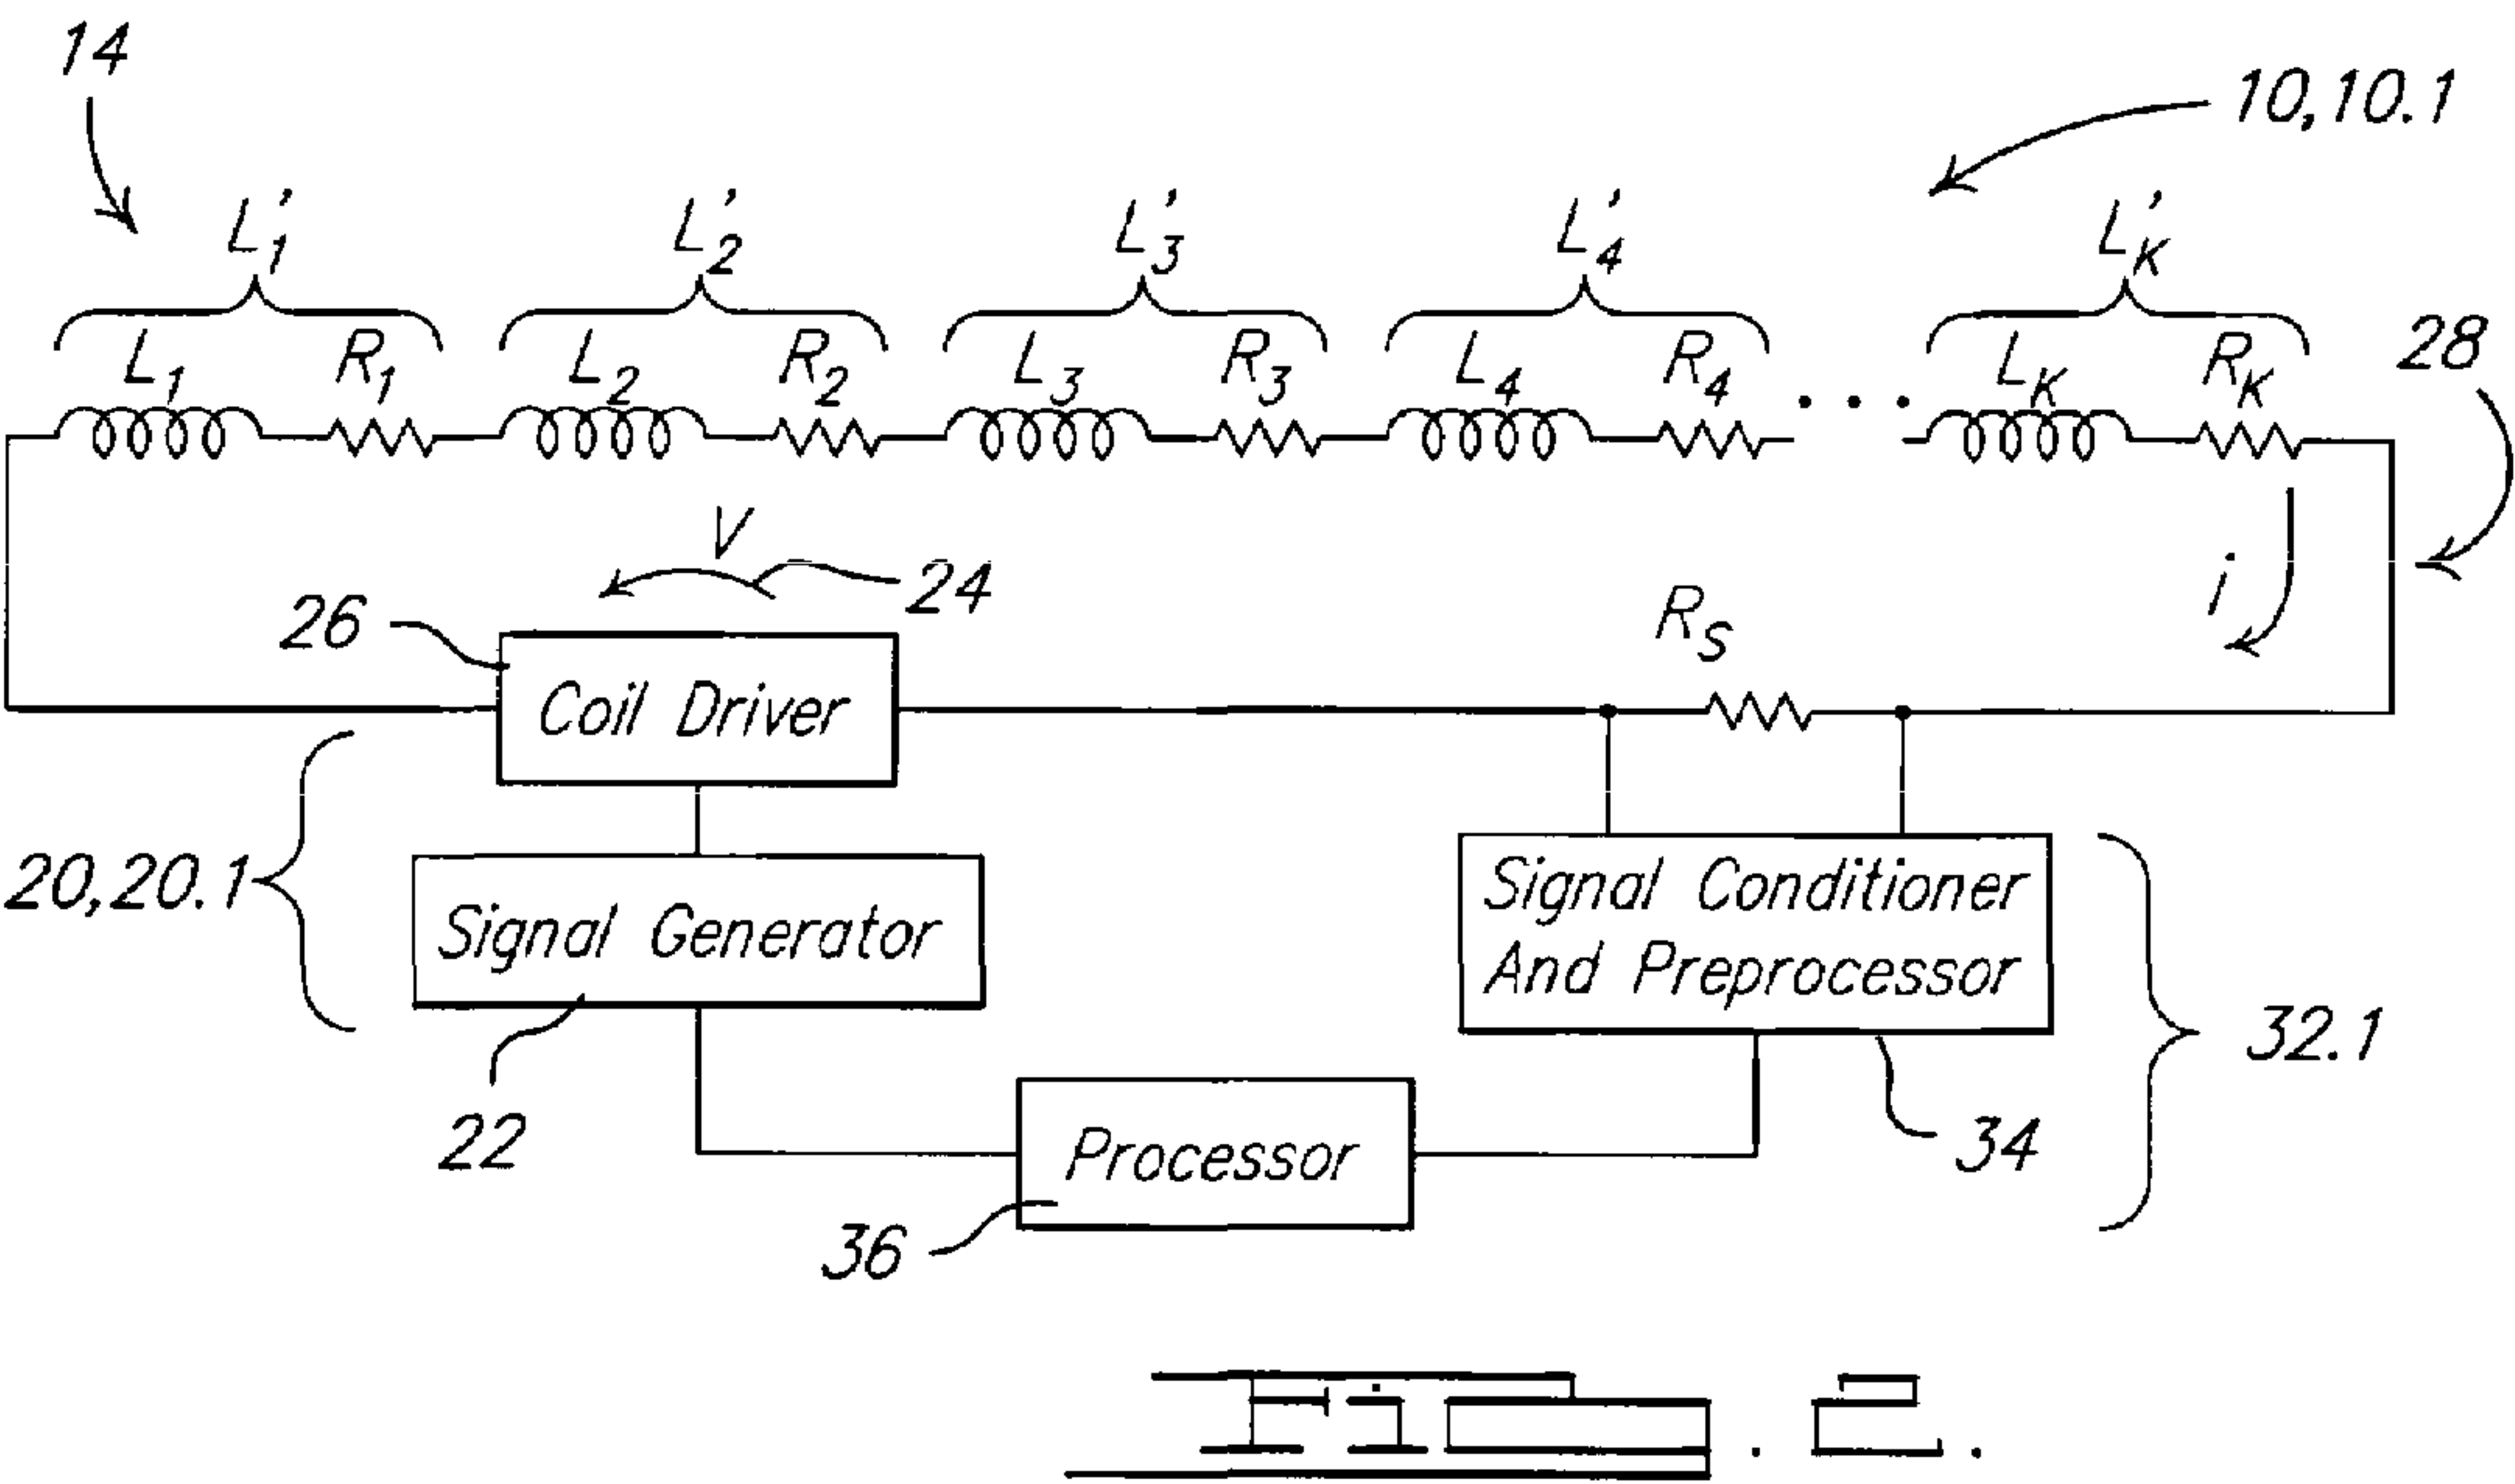 14
10,10.1
L'1 L'2 L'3 L'4 L'K
L1 R1 L2 R2 L3 R3 L4 R4 ... LK RK
28
V
24
i
26
RS
Coil Driver
20,20.1
Signal Generator
Signal Conditioner
And Preprocessor
32.1
22
34
Processor
36